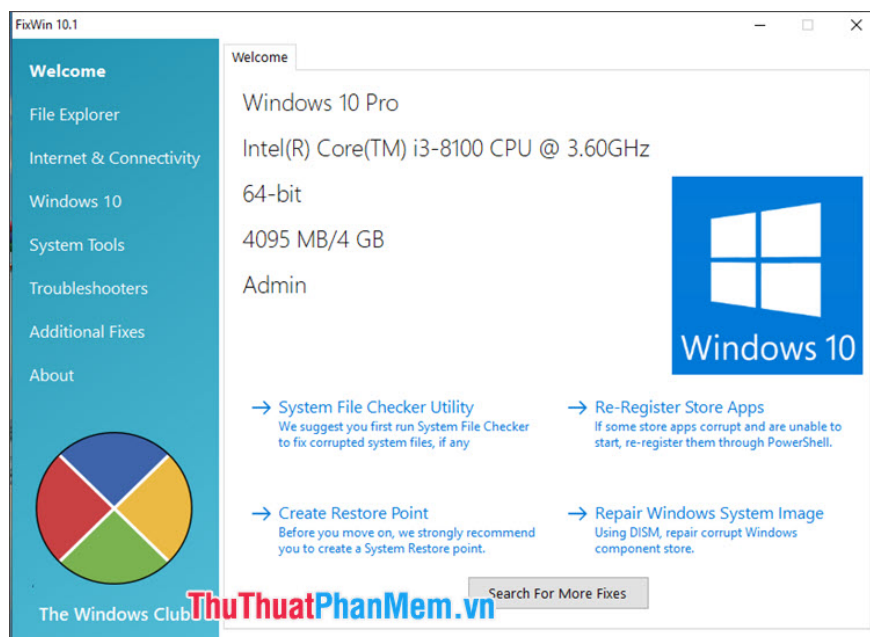 FixWin 10.1
Welcome
File Explorer
Internet & Connectivity
Windows 10
System Tools
Troubleshooters
Additional Fixes
About
The Windows Club
Welcome
Windows 10 Pro
Intel(R) Core(TM) i3-8100 CPU @ 3.60GHz
64-bit
4095 MB/4 GB
Admin
Windows 10
System File Checker Utility
We suggest you first run System File Checker
to fix corrupted system files, if any
Re-Register Store Apps
If some store apps corrupt and are unable to
start, re-register them through PowerShell.
Create Restore Point
Before you move on, we strongly recommend
you to create a System Restore point.
Repair Windows System Image
Using DISM, repair corrupt Windows
component store.
Search For More Fixes
ThuThuatPhanMem.vn